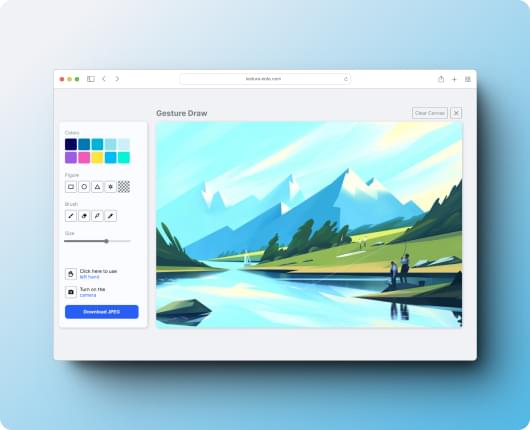 Gesture Draw
Clear Canvas
Colors
Figure
Brush
Size
Click here to use
left hand
Turn on the
camera
Download JPEG